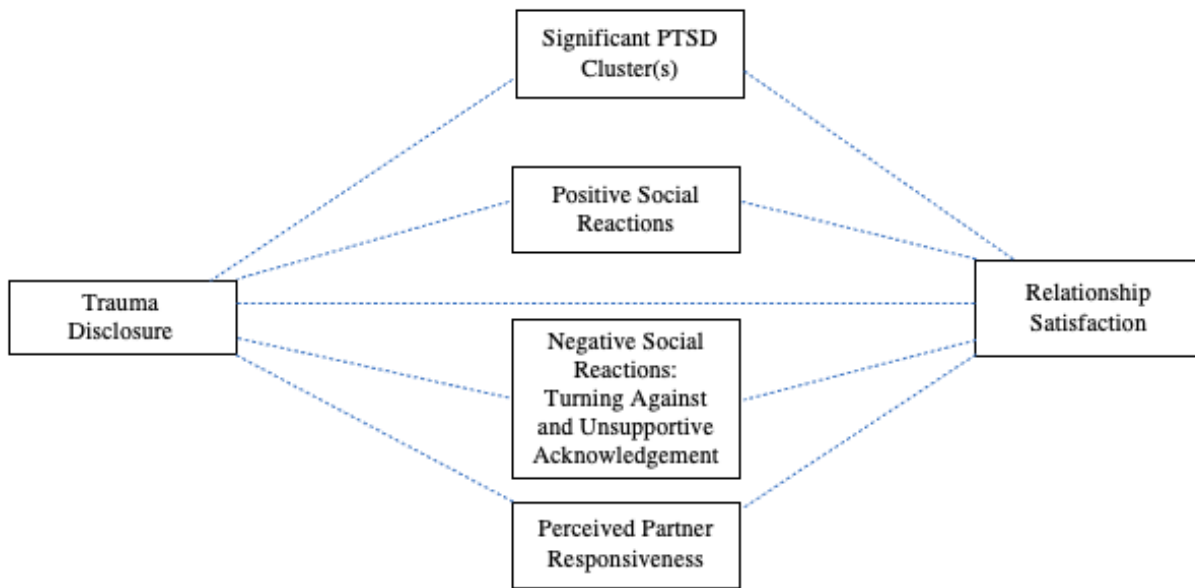 Significant PTSD
Cluster(s)
Positive Social
Reactions
Trauma
Disclosure
Relationship
Satisfaction
Negative Social
Reactions:
Turning Against
and Unsupportive
Acknowledgement
Perceived Partner
Responsiveness